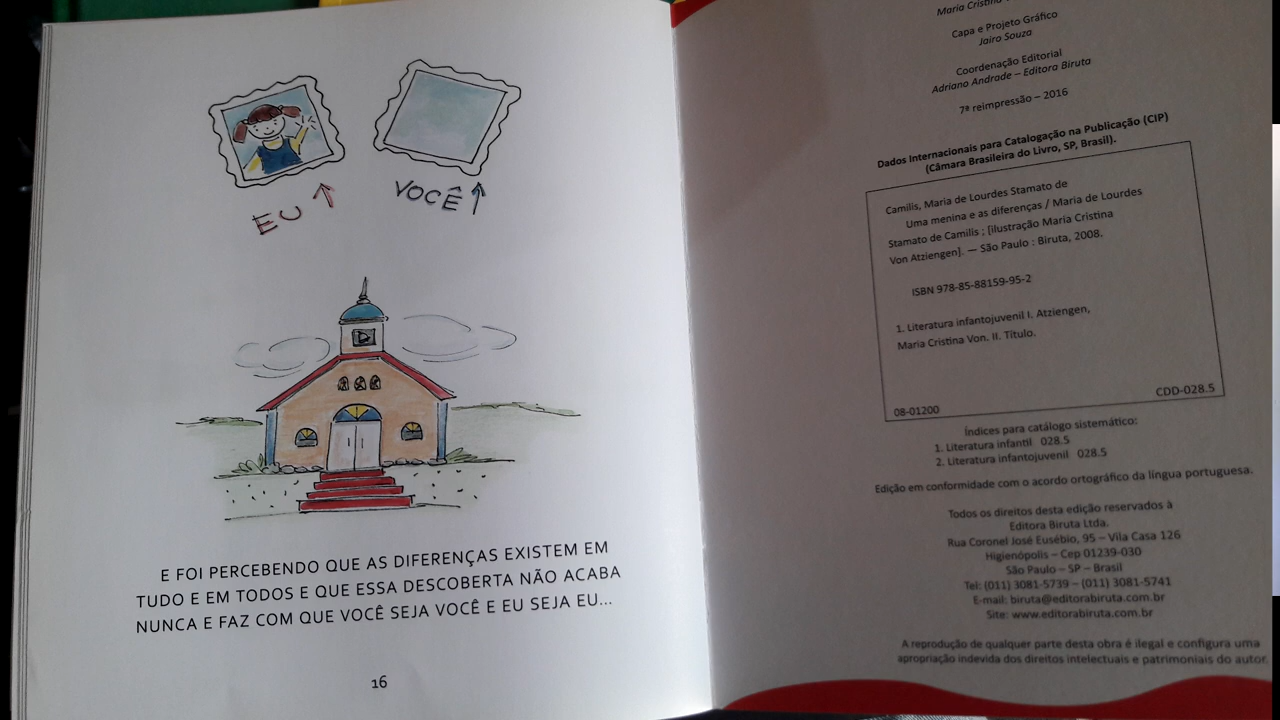 EU
VOCÊ
E FOI PERCEBENDO QUE AS DIFERENÇAS EXISTEM EM
TUDO E EM TODOS E QUE ESSA DESCOBERTA NÃO ACABA
NUNCA E FAZ COM QUE VOCÊ SEJA VOCÊ E EU SEJA EU...
16
Maria Cristina
Capa e Projeto Gráfico
Jairo Souza
Coordenação Editorial
Adriano Andrade – Editora Biruta
7ª reimpressão – 2016
Dados Internacionais para Catalogação na Publicação (CIP)
(Câmara Brasileira do Livro, SP, Brasil).
Camilis, Maria de Lourdes Stamato de
Uma menina e as diferenças / Maria de Lourdes
Stamato de Camilis ; [ilustração Maria Cristina
Von Atziengen]. — São Paulo : Biruta, 2008.
ISBN 978-85-88159-95-2
1. Literatura infantojuvenil I. Atziengen,
Maria Cristina Von. II. Título.
08-01200 CDD-028.5
Índices para catálogo sistemático:
1. Literatura infantil 028.5
2. Literatura infantojuvenil 028.5
Edição em conformidade com o acordo ortográfico da língua portuguesa.
Todos os direitos desta edição reservados à
Editora Biruta Ltda.
Rua Coronel José Eusébio, 95 – Vila Casa 126
Higienópolis – Cep 01239-030
São Paulo – SP – Brasil
Tel: (011) 3081-5739 – (011) 3081-5741
E-mail: biruta@editorabiruta.com.br
Site: www.editorabiruta.com.br
A reprodução de qualquer parte desta obra é ilegal e configura uma
apropriação indevida dos direitos intelectuais e patrimoniais do autor.